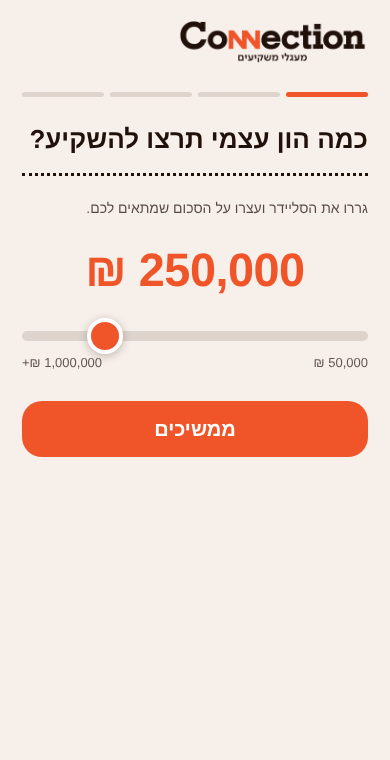 Connection
מעגלי משקיעים
כמה הון עצמי תרצו להשקיע?
גררו את הסליידר ועצרו על הסכום שמתאים לכם.
250,000 ₪
50,000 ₪
1,000,000 ₪+
ממשיכים